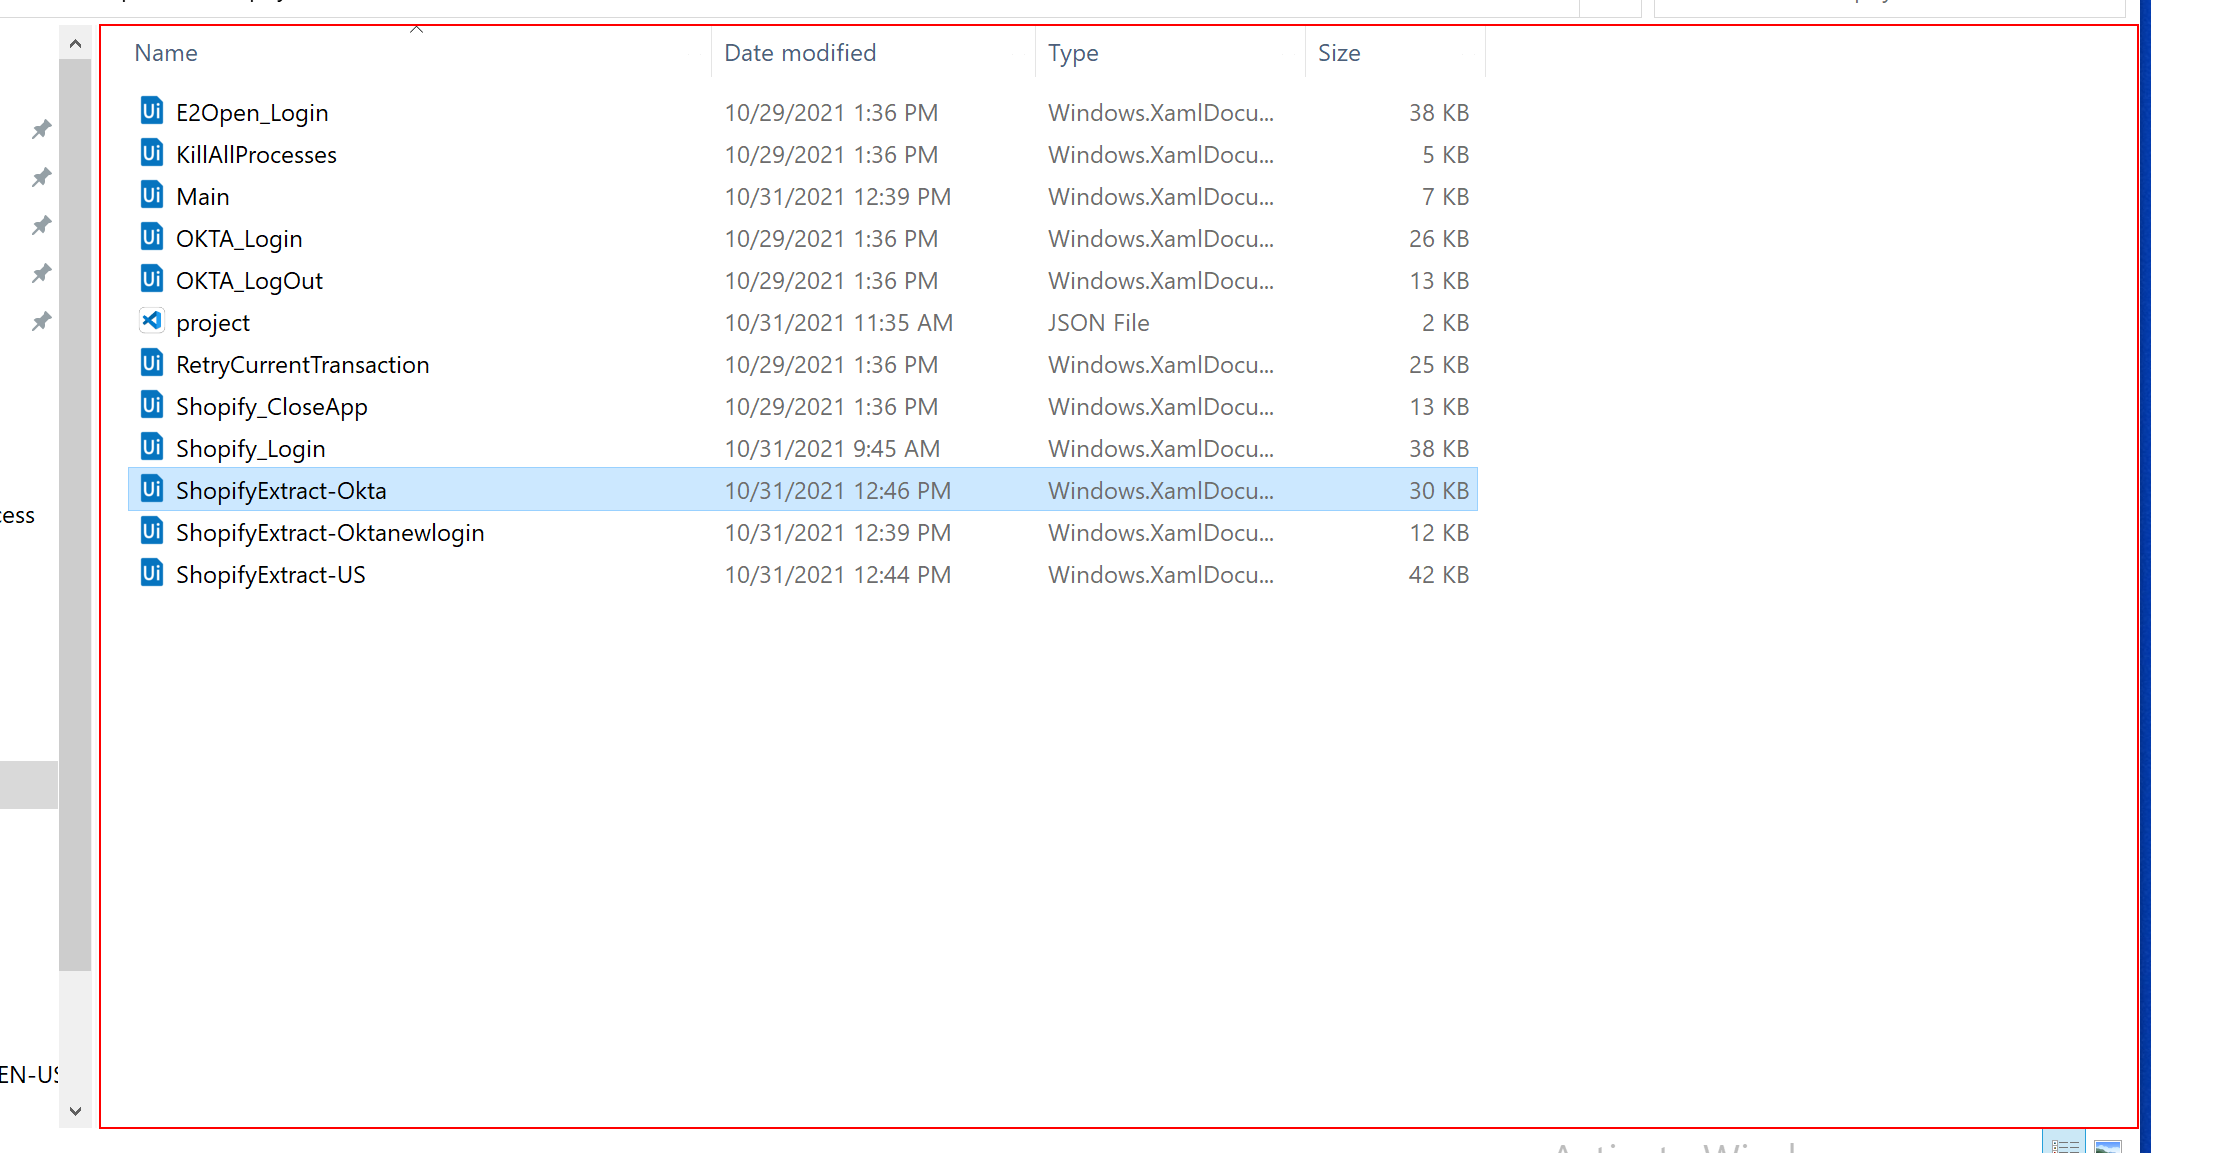 Name Date modified Type Size
E2Open_Login 10/29/2021 1:36 PM Windows.XamlDocu... 38 KB
KillAllProcesses 10/29/2021 1:36 PM Windows.XamlDocu... 5 KB
Main 10/31/2021 12:39 PM Windows.XamlDocu... 7 KB
OKTA_Login 10/29/2021 1:36 PM Windows.XamlDocu... 26 KB
OKTA_LogOut 10/29/2021 1:36 PM Windows.XamlDocu... 13 KB
project 10/31/2021 11:35 AM JSON File 2 KB
RetryCurrentTransaction 10/29/2021 1:36 PM Windows.XamlDocu... 25 KB
Shopify_CloseApp 10/29/2021 1:36 PM Windows.XamlDocu... 13 KB
Shopify_Login 10/31/2021 9:45 AM Windows.XamlDocu... 38 KB
ShopifyExtract-Okta 10/31/2021 12:46 PM Windows.XamlDocu... 30 KB
cess
ShopifyExtract-Oktanewlogin 10/31/2021 12:39 PM Windows.XamlDocu... 12 KB
ShopifyExtract-US 10/31/2021 12:44 PM Windows.XamlDocu... 42 KB
EN-US